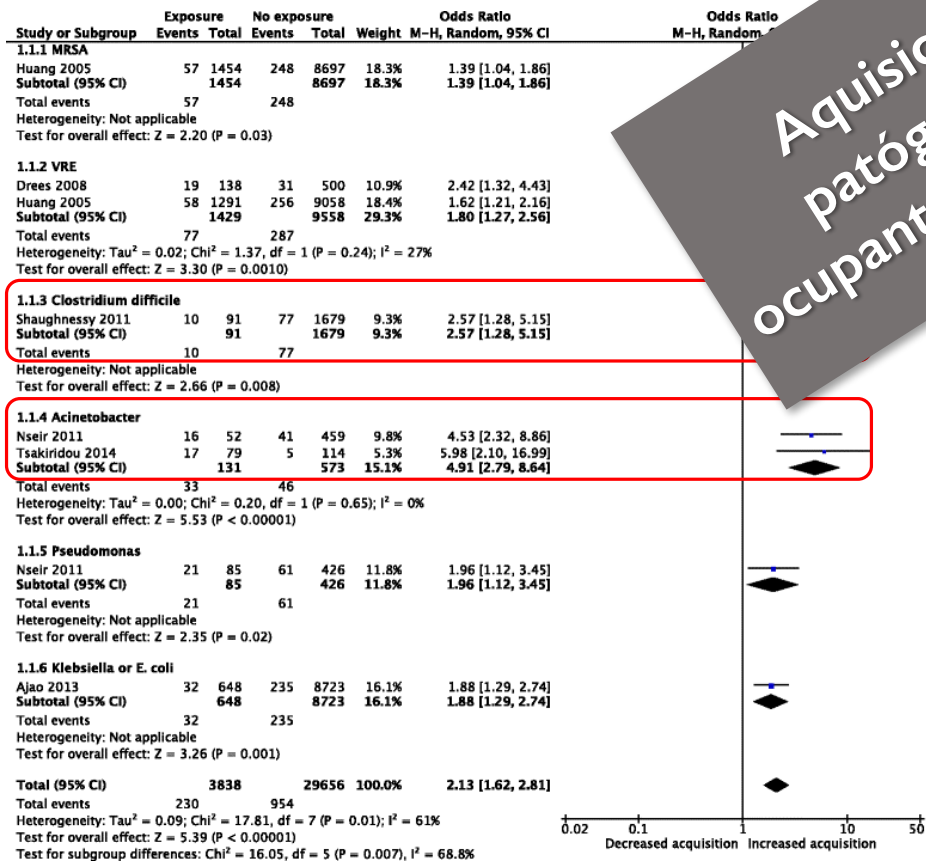 Exposure No exposure Odds Ratio Odds Ratio
Study or Subgroup Events Total Events Total Weight M-H, Random, 95% CI M-H, Random,
1.1.1 MRSA
Huang 2005 57 1454 248 8697 18.3% 1.39 [1.04, 1.86]
Subtotal (95% CI) 1454 8697 18.3% 1.39 [1.04, 1.86]
Total events 57 248
Heterogeneity: Not applicable
Test for overall effect: Z = 2.20 (P = 0.03)
1.1.2 VRE
Drees 2008 19 138 31 500 10.9% 2.42 [1.32, 4.43]
Huang 2005 58 1291 256 9058 18.4% 1.62 [1.21, 2.16]
Subtotal (95% CI) 1429 9558 29.3% 1.80 [1.27, 2.56]
Total events 77 287
Heterogeneity: Tau² = 0.02; Chi² = 1.37, df = 1 (P = 0.24); I² = 27%
Test for overall effect: Z = 3.30 (P = 0.0010)
1.1.3 Clostridium difficile
Shaughnessy 2011 10 91 77 1679 9.3% 2.57 [1.28, 5.15]
Subtotal (95% CI) 91 1679 9.3% 2.57 [1.28, 5.15]
Total events 10 77
Heterogeneity: Not applicable
Test for overall effect: Z = 2.66 (P = 0.008)
1.1.4 Acinetobacter
Nseir 2011 16 52 41 459 9.8% 4.53 [2.32, 8.86]
Tsakiridou 2014 17 79 5 114 5.3% 5.98 [2.10, 16.99]
Subtotal (95% CI) 131 573 15.1% 4.91 [2.79, 8.64]
Total events 33 46
Heterogeneity: Tau² = 0.00; Chi² = 0.20, df = 1 (P = 0.65); I² = 0%
Test for overall effect: Z = 5.53 (P < 0.00001)
1.1.5 Pseudomonas
Nseir 2011 21 85 61 426 11.8% 1.96 [1.12, 3.45]
Subtotal (95% CI) 85 426 11.8% 1.96 [1.12, 3.45]
Total events 21 61
Heterogeneity: Not applicable
Test for overall effect: Z = 2.35 (P = 0.02)
1.1.6 Klebsiella or E. coli
Ajao 2013 32 648 235 8723 16.1% 1.88 [1.29, 2.74]
Subtotal (95% CI) 648 8723 16.1% 1.88 [1.29, 2.74]
Total events 32 235
Heterogeneity: Not applicable
Test for overall effect: Z = 3.26 (P = 0.001)
Total (95% CI) 3838 29656 100.0% 2.13 [1.62, 2.81]
Total events 230 954
Heterogeneity: Tau² = 0.09; Chi² = 17.81, df = 7 (P = 0.01); I² = 61%
Test for overall effect: Z = 5.39 (P < 0.00001)
Test for subgroup differences: Chi² = 16.05, df = 5 (P = 0.007), I² = 68.8%
0.02 0.1 1 10 50
Decreased acquisition Increased acquisition
Aquisic
patóg
ocupant